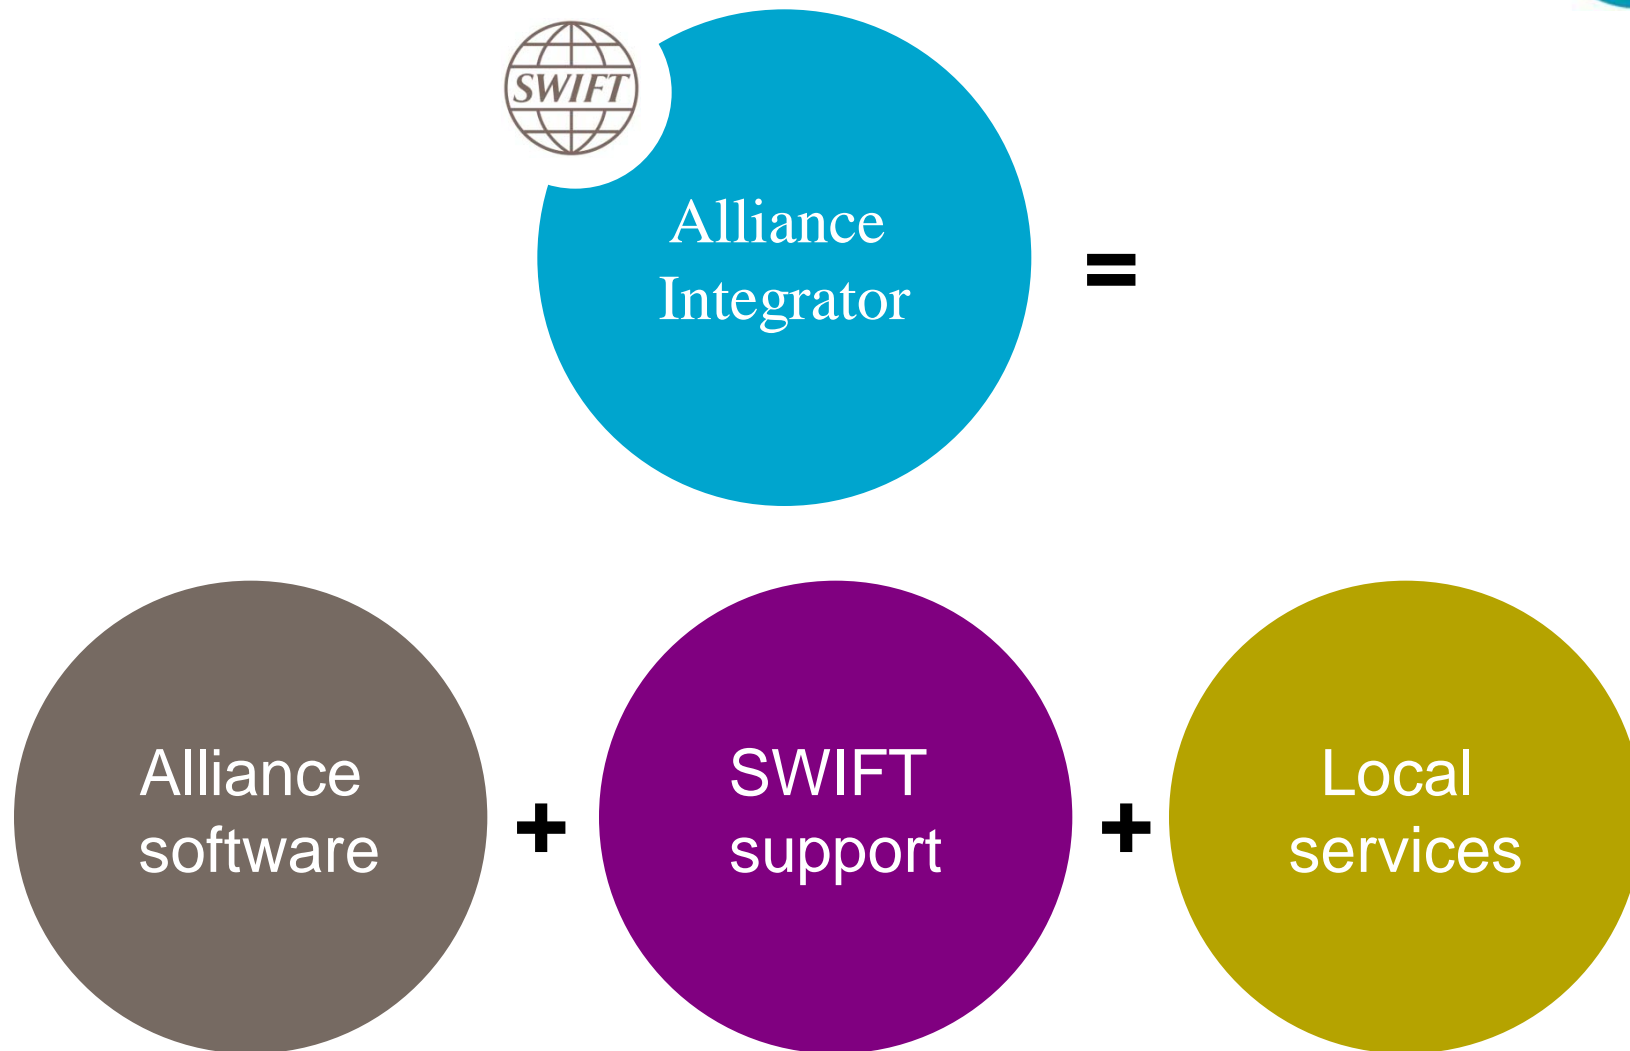 SWIFT
Alliance
Integrator
=
Alliance
software
+
SWIFT
support
+
Local
services